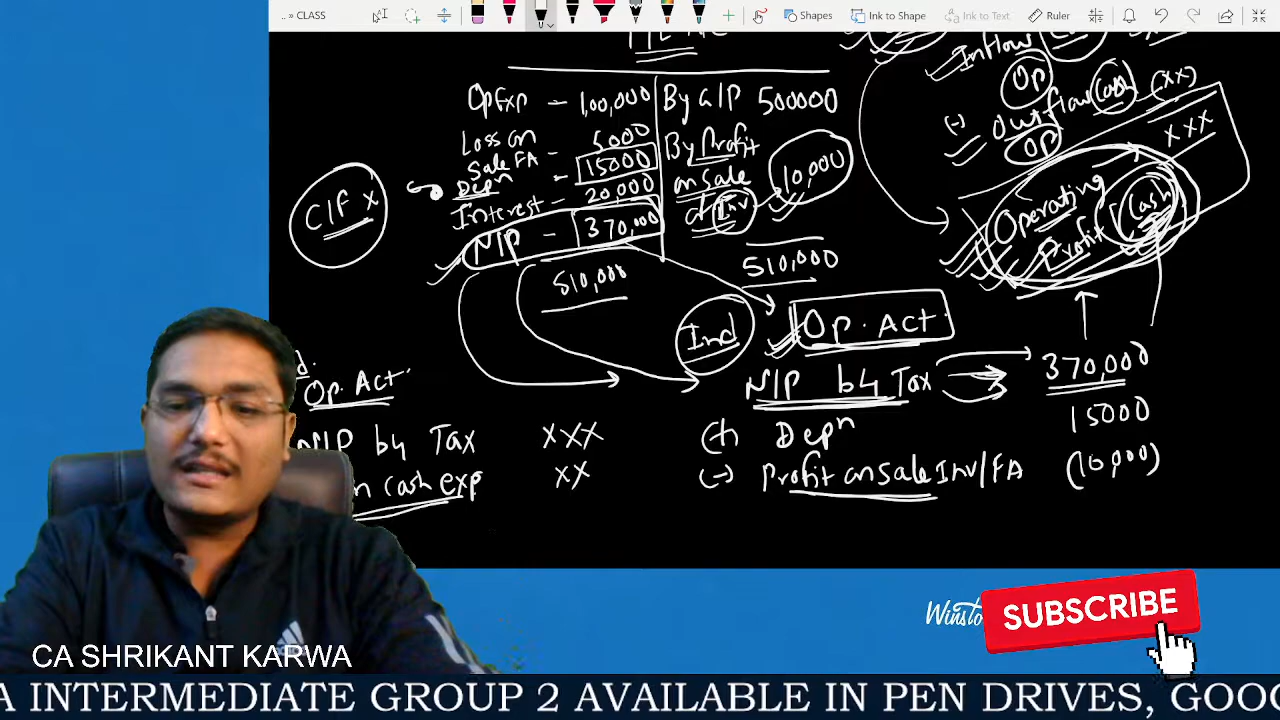 .. » CLASS
Shapes
Ink to Shape
Ink to Text
Ruler
Inflow
Op
(-) Outflow Cash (xx)
Op
xxx
Operating
Profit [Cash
Op Exp - 1,00,000 By G/P 500000
Loss on
Sale FA - 5000
By Profit
on Sale
of Inv 10,000
Depn = 15000
Interest - 20,000
N/P - 370,000
510,000 510,000
C/F x
Ind
Op. Act.
N/P b4 Tax 370,000
(+) Depn 15000
(-) Profit on Sale Inv/FA (10,000)
d.
Op. Act.
N/P b4 Tax xxx
n cash exp xx
Winsto
SUBSCRIBE
CA SHRIKANT KARWA
A INTERMEDIATE GROUP 2 AVAILABLE IN PEN DRIVES, GOO